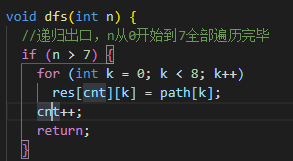 void dfs(int n) {
//递归出口，n从0开始到7全部遍历完毕
if (n > 7) {
for (int k = 0; k < 8; k++)
res[cnt][k] = path[k];
cnt++;
return;
}